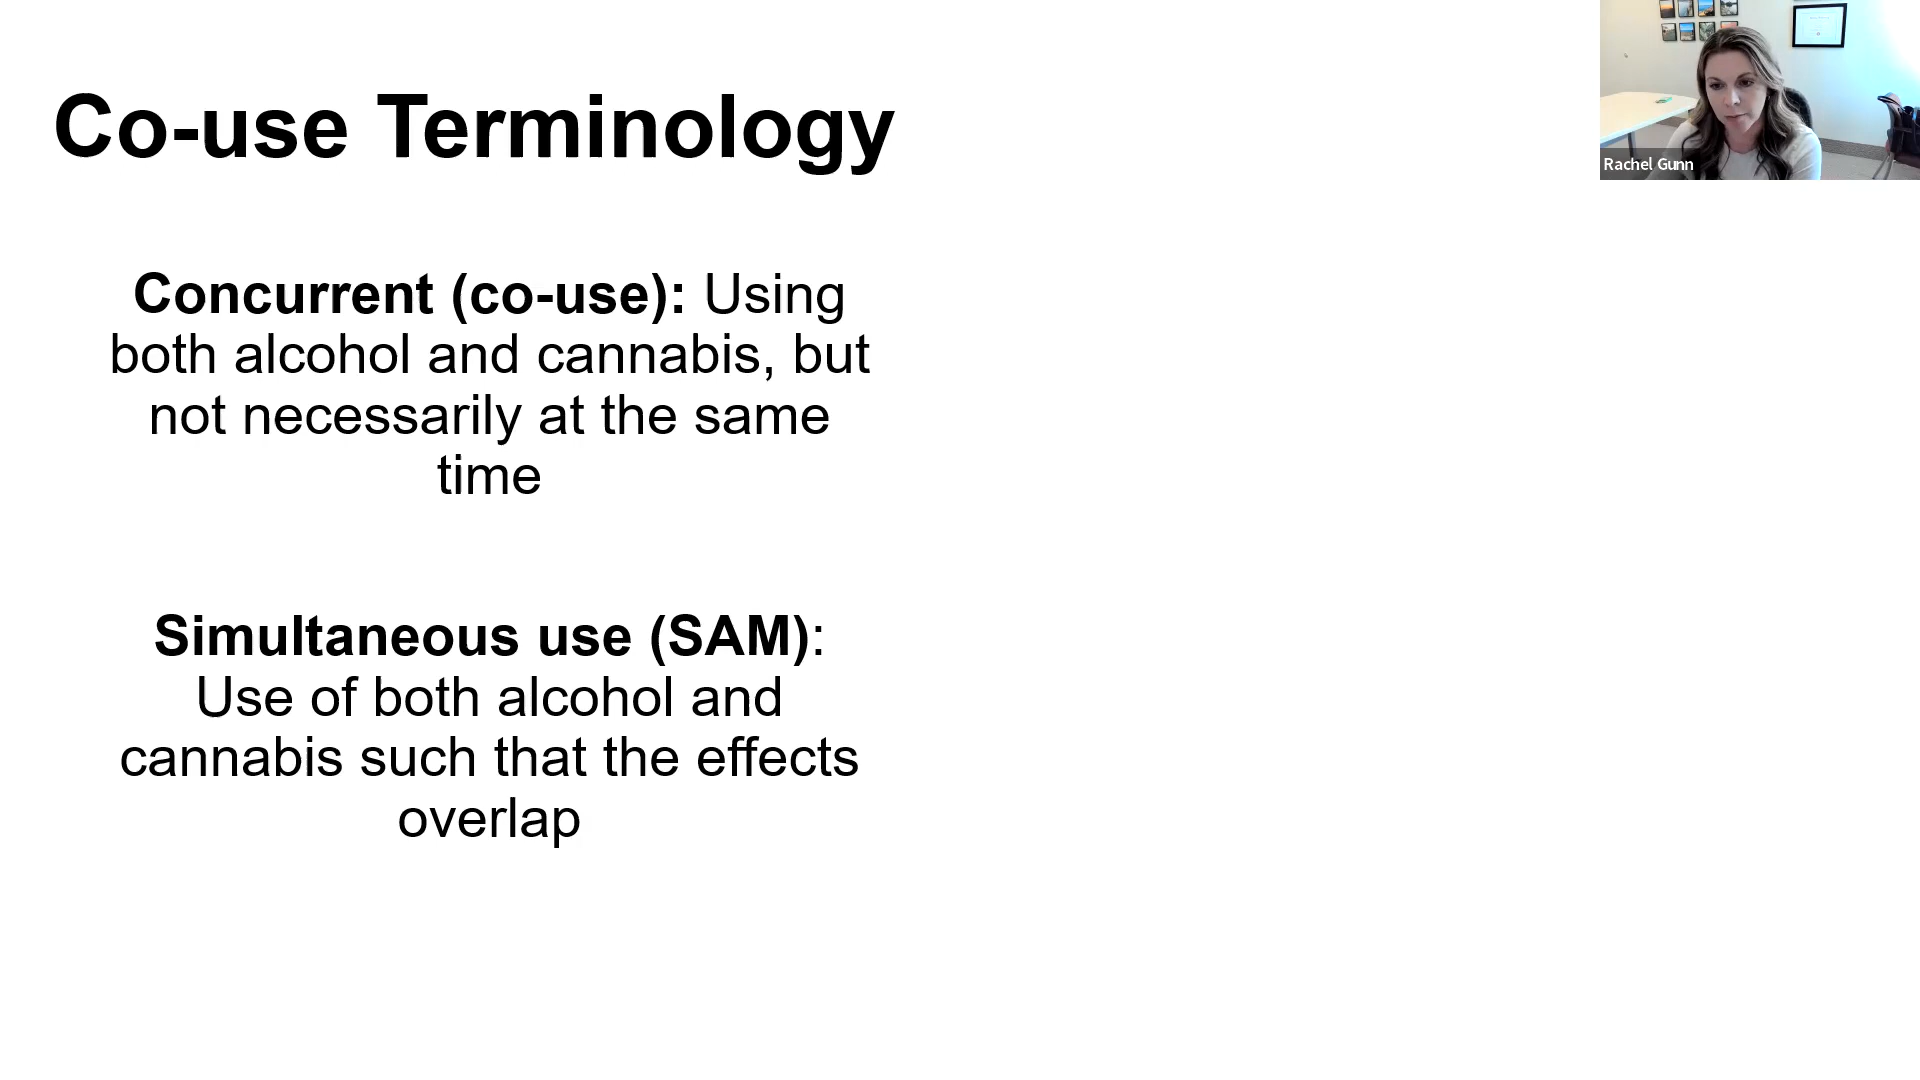 Co-use Terminology
Rachel Gunn
Concurrent (co-use): Using
both alcohol and cannabis, but
not necessarily at the same
time
Simultaneous use (SAM):
Use of both alcohol and
cannabis such that the effects
overlap